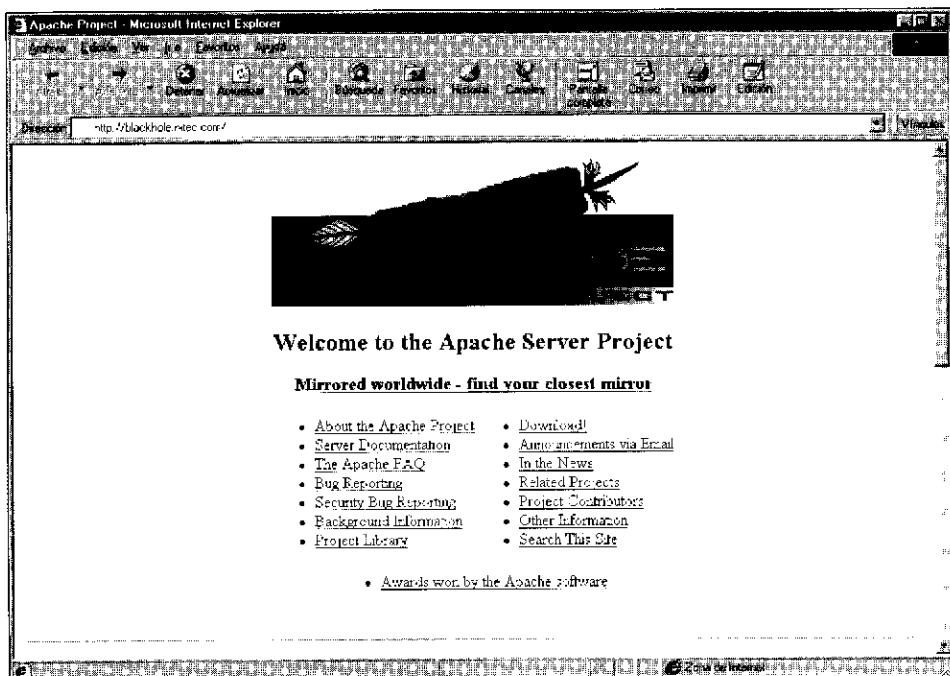 Apache Project - Microsoft Internet Explorer
Archivo Edición Ver Ir a Favoritos Ayuda
Detener Actualizar Inicio Búsqueda Favoritos Historial Canales Pantalla completa Correo Imprimir Edición
Dirección http://blackhole.n-tec.com/ Vínculos
Welcome to the Apache Server Project
Mirrored worldwide - find your closest mirror
About the Apache Project
Server Documentation
The Apache FAQ
Bug Reporting
Security Bug Reporting
Background Information
Project Library
Download!
Announcements via Email
In the News
Related Projects
Project Contributors
Other Information
Search This Site
Awards won by the Apache software
Zona de Internet